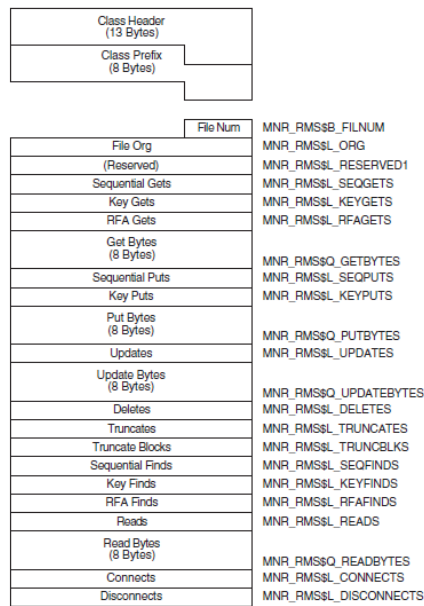 Class Header
(13 Bytes)
Class Prefix
(8 Bytes)
File Num MNR_RMS$B_FILNUM
File Org MNR_RMS$L_ORG
(Reserved) MNR_RMS$L_RESERVED1
Sequential Gets MNR_RMS$L_SEQGETS
Key Gets MNR_RMS$L_KEYGETS
RFA Gets MNR_RMS$L_RFAGETS
Get Bytes
(8 Bytes)
MNR_RMS$Q_GETBYTES
Sequential Puts MNR_RMS$L_SEQPUTS
Key Puts MNR_RMS$L_KEYPUTS
Put Bytes
(8 Bytes)
MNR_RMS$Q_PUTBYTES
Updates MNR_RMS$L_UPDATES
Update Bytes
(8 Bytes)
MNR_RMS$Q_UPDATEBYTES
Deletes MNR_RMS$L_DELETES
Truncates MNR_RMS$L_TRUNCATES
Truncate Blocks MNR_RMS$L_TRUNCBLKS
Sequential Finds MNR_RMS$L_SEQFINDS
Key Finds MNR_RMS$L_KEYFINDS
RFA Finds MNR_RMS$L_RFAFINDS
Reads MNR_RMS$L_READS
Read Bytes
(8 Bytes)
MNR_RMS$Q_READBYTES
Connects MNR_RMS$L_CONNECTS
Disconnects MNR_RMS$L_DISCONNECTS